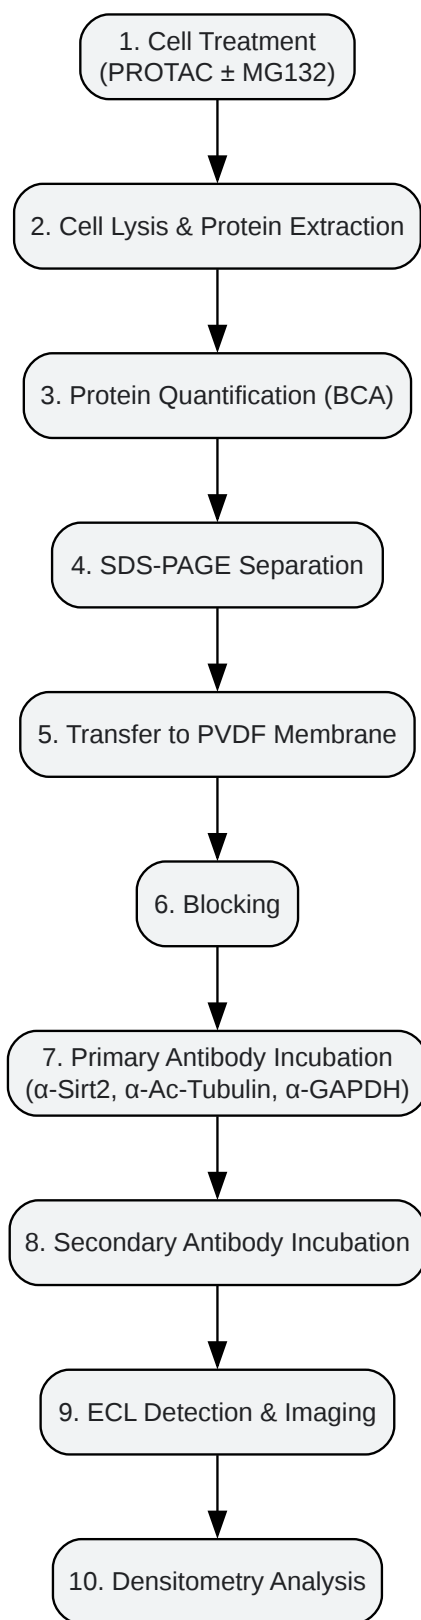 1. Cell Treatment
(PROTAC ± MG132)
2. Cell Lysis & Protein Extraction
3. Protein Quantification (BCA)
4. SDS-PAGE Separation
5. Transfer to PVDF Membrane
6. Blocking
7. Primary Antibody Incubation
(α-Sirt2, α-Ac-Tubulin, α-GAPDH)
8. Secondary Antibody Incubation
9. ECL Detection & Imaging
10. Densitometry Analysis